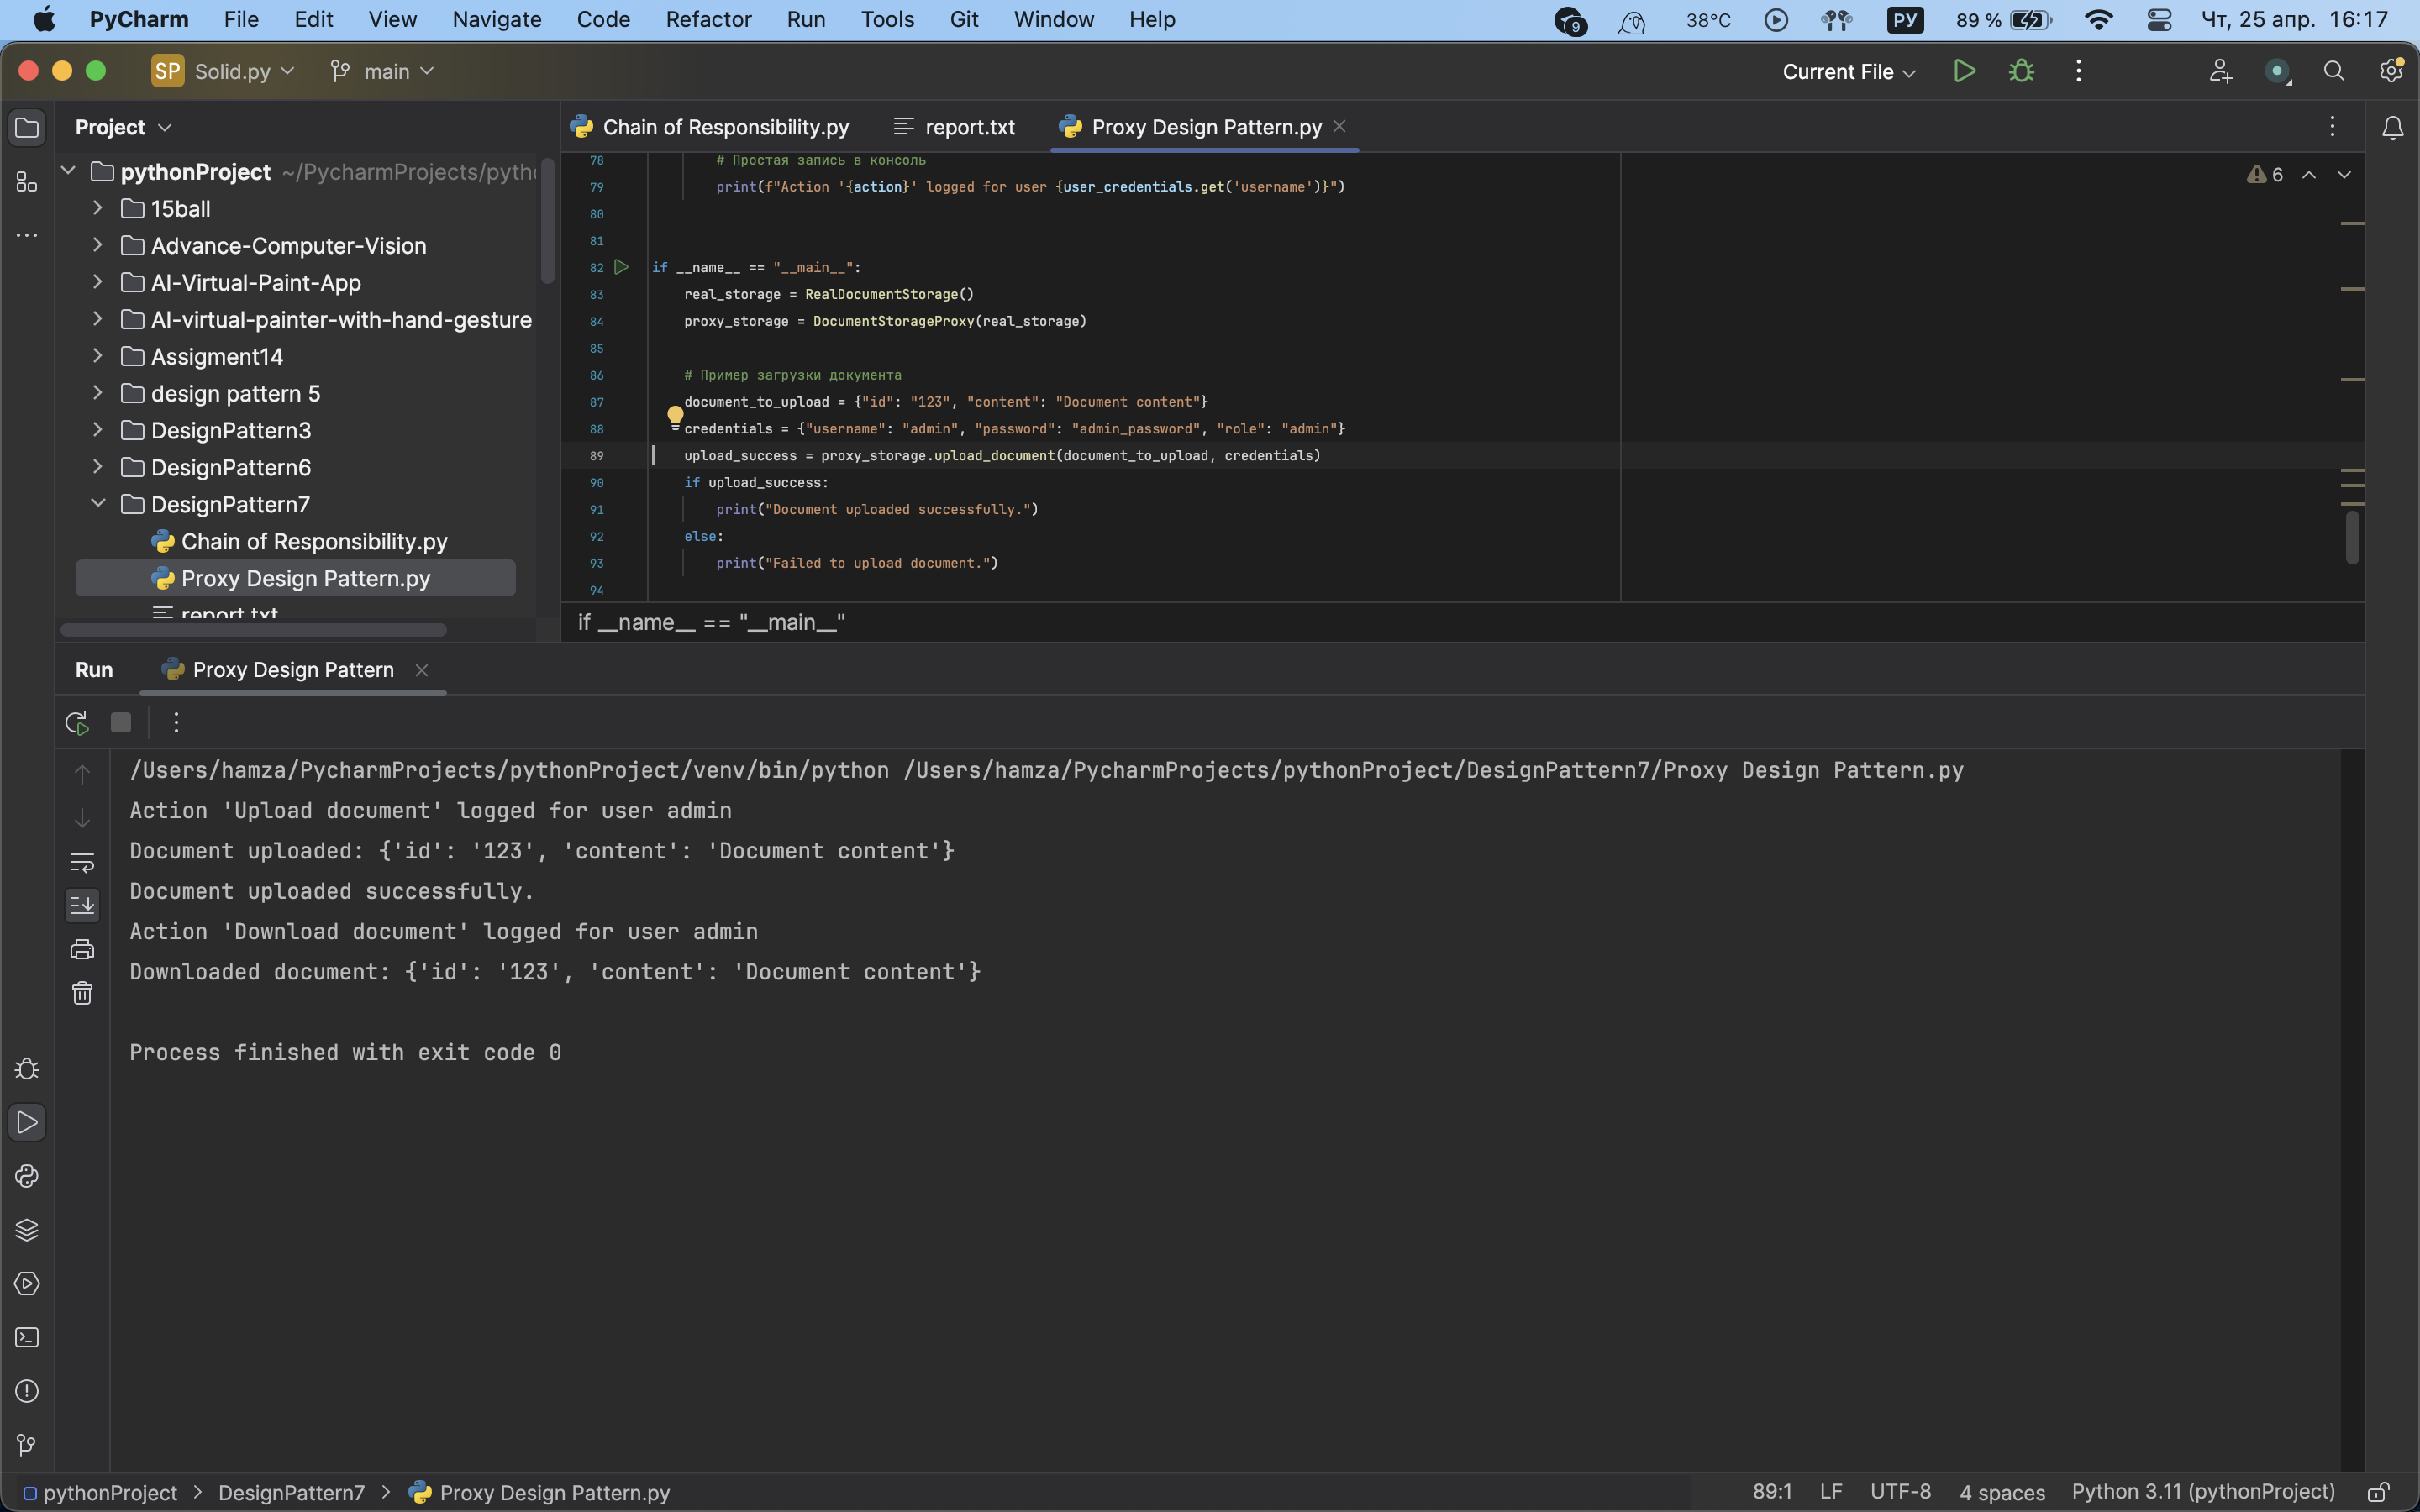 PyCharm File Edit View Navigate Code Refactor Run Tools Git Window Help 9 38°C РУ 89 % Чт, 25 апр. 16:17
SP Solid.py main Current File
Project
Chain of Responsibility.py report.txt Proxy Design Pattern.py
pythonProject ~/PycharmProjects/pytho
15ball
Advance-Computer-Vision
AI-Virtual-Paint-App
AI-virtual-painter-with-hand-gesture
Assigment14
design pattern 5
DesignPattern3
DesignPattern6
DesignPattern7
Chain of Responsibility.py
Proxy Design Pattern.py
report.txt
6
78 # Простая запись в консоль
79 print(f"Action '{action}' logged for user {user_credentials.get('username')}")
80
81
82 if __name__ == "__main__":
83 real_storage = RealDocumentStorage()
84 proxy_storage = DocumentStorageProxy(real_storage)
85
86 # Пример загрузки документа
87 document_to_upload = {"id": "123", "content": "Document content"}
88 credentials = {"username": "admin", "password": "admin_password", "role": "admin"}
89 upload_success = proxy_storage.upload_document(document_to_upload, credentials)
90 if upload_success:
91 print("Document uploaded successfully.")
92 else:
93 print("Failed to upload document.")
94
if __name__ == "__main__"
Run Proxy Design Pattern
/Users/hamza/PycharmProjects/pythonProject/venv/bin/python /Users/hamza/PycharmProjects/pythonProject/DesignPattern7/Proxy Design Pattern.py
Action 'Upload document' logged for user admin
Document uploaded: {'id': '123', 'content': 'Document content'}
Document uploaded successfully.
Action 'Download document' logged for user admin
Downloaded document: {'id': '123', 'content': 'Document content'}
Process finished with exit code 0
pythonProject > DesignPattern7 > Proxy Design Pattern.py 89:1 LF UTF-8 4 spaces Python 3.11 (pythonProject)